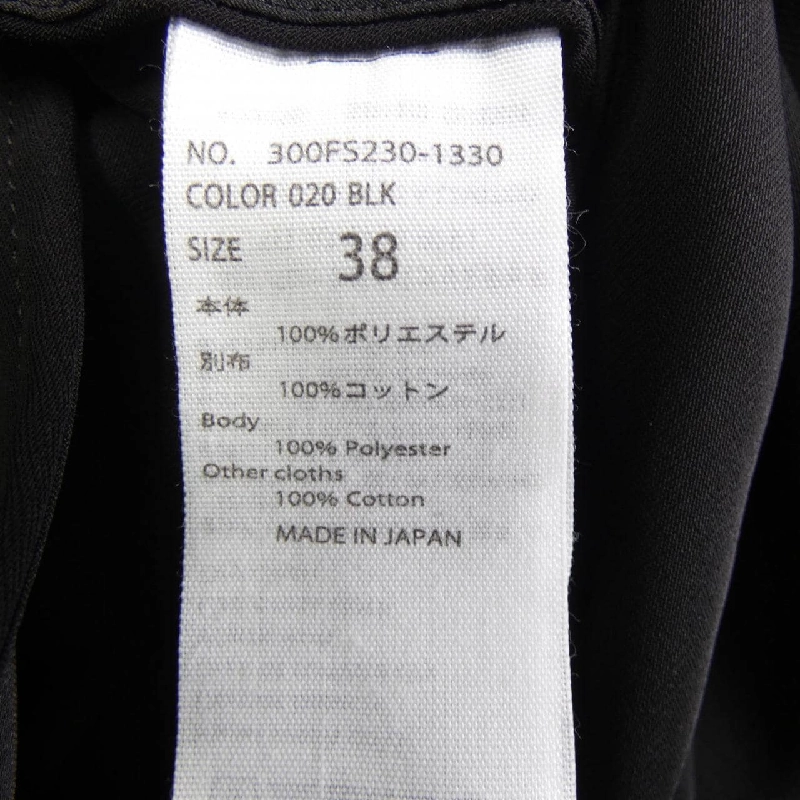 NO. 300FS230-1330
COLOR 020 BLK
SIZE 38
本体
100%ポリエステル
別布
100%コットン
Body
100% Polyester
Other cloths
100% Cotton
MADE IN JAPAN